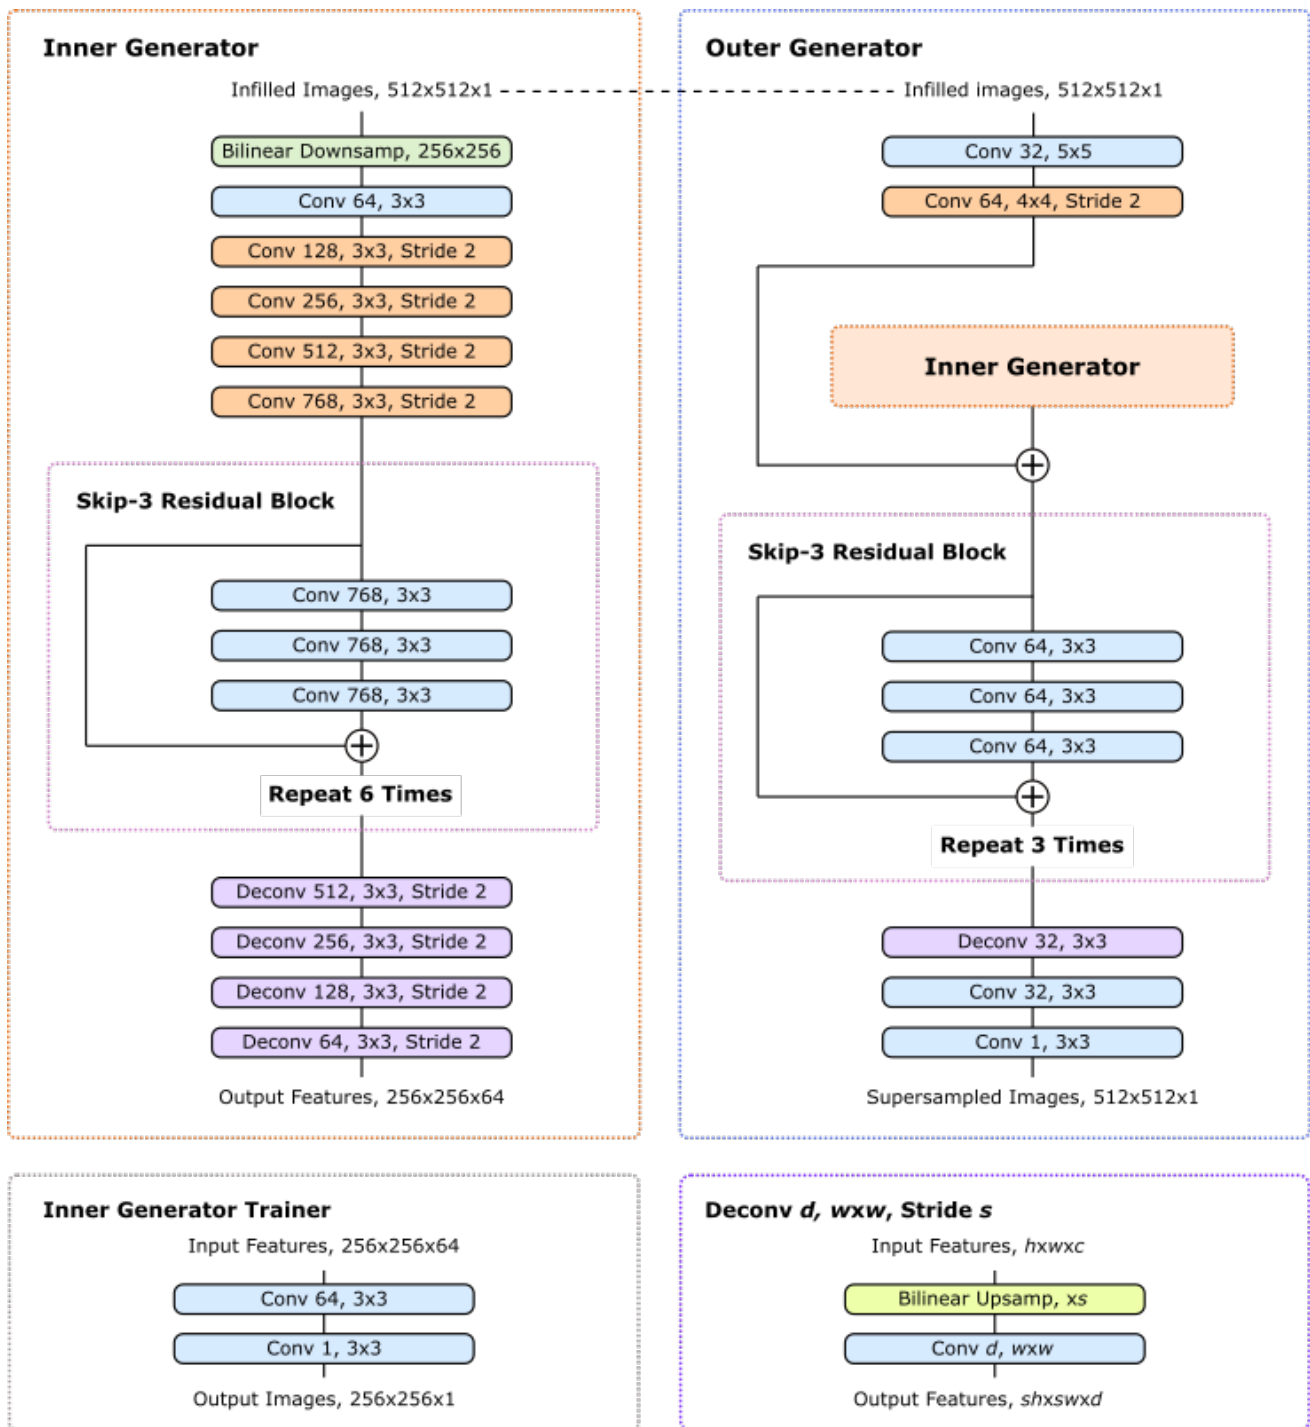 Inner Generator
Infilled Images, 512x512x1
Bilinear Downsamp, 256x256
Conv 64, 3x3
Conv 128, 3x3, Stride 2
Conv 256, 3x3, Stride 2
Conv 512, 3x3, Stride 2
Conv 768, 3x3, Stride 2
Skip-3 Residual Block
Conv 768, 3x3
Conv 768, 3x3
Conv 768, 3x3
Repeat 6 Times
Deconv 512, 3x3, Stride 2
Deconv 256, 3x3, Stride 2
Deconv 128, 3x3, Stride 2
Deconv 64, 3x3, Stride 2
Output Features, 256x256x64
Outer Generator
Infilled images, 512x512x1
Conv 32, 5x5
Conv 64, 4x4, Stride 2
Inner Generator
Skip-3 Residual Block
Conv 64, 3x3
Conv 64, 3x3
Conv 64, 3x3
Repeat 3 Times
Deconv 32, 3x3
Conv 32, 3x3
Conv 1, 3x3
Supersampled Images, 512x512x1
Inner Generator Trainer
Input Features, 256x256x64
Conv 64, 3x3
Conv 1, 3x3
Output Images, 256x256x1
Deconv d, wxw, Stride s
Input Features, hxwxc
Bilinear Upsamp, xs
Conv d, wxw
Output Features, shxswxd